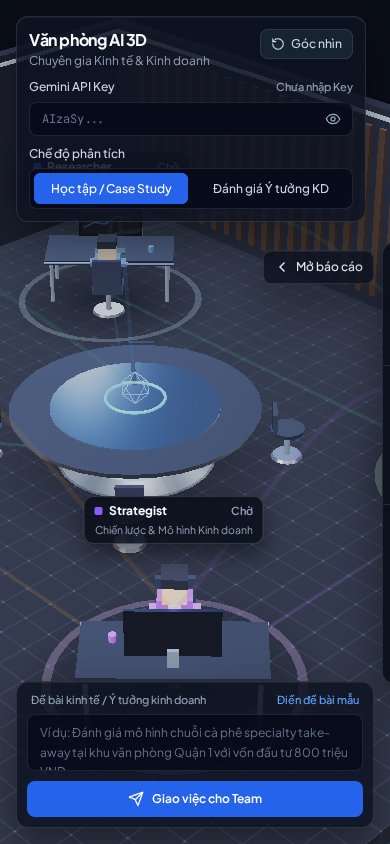 Văn phòng AI 3D
Góc nhìn
Chuyên gia Kinh tế & Kinh doanh
Gemini API Key
Chưa nhập Key
AIzaSy...
Chế độ phân tích
Researcher
Chờ
Học tập / Case Study
Đánh giá Ý tưởng KD
Mở báo cáo
Strategist
Chờ
Chiến lược & Mô hình Kinh doanh
Đề bài kinh tế / Ý tưởng kinh doanh
Điền đề bài mẫu
Ví dụ: Đánh giá mô hình chuỗi cà phê specialty take-
away tại khu văn phòng Quận 1 với vốn đầu tư 800 triệu
VND
Giao việc cho Team